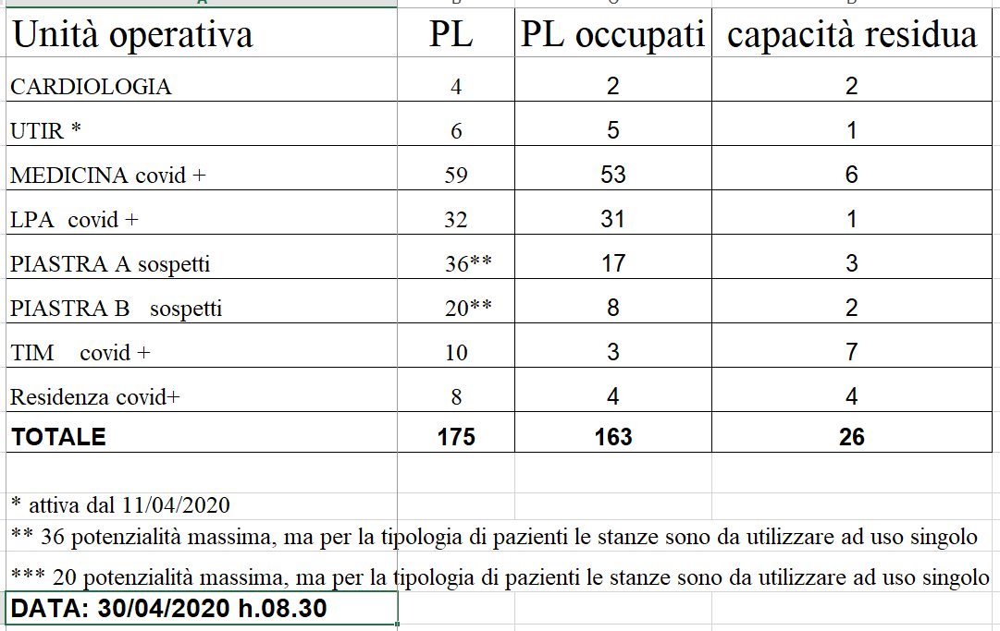 Unità operativa PL PL occupati capacità residua
CARDIOLOGIA 4 2 2
UTIR * 6 5 1
MEDICINA covid + 59 53 6
LPA covid + 32 31 1
PIASTRA A sospetti 36** 17 3
PIASTRA B sospetti 20** 8 2
TIM covid + 10 3 7
Residenza covid+ 8 4 4
TOTALE 175 163 26
* attiva dal 11/04/2020
** 36 potenzialità massima, ma per la tipologia di pazienti le stanze sono da utilizzare ad uso singolo
*** 20 potenzialità massima, ma per la tipologia di pazienti le stanze sono da utilizzare ad uso singolo
DATA: 30/04/2020 h.08.30